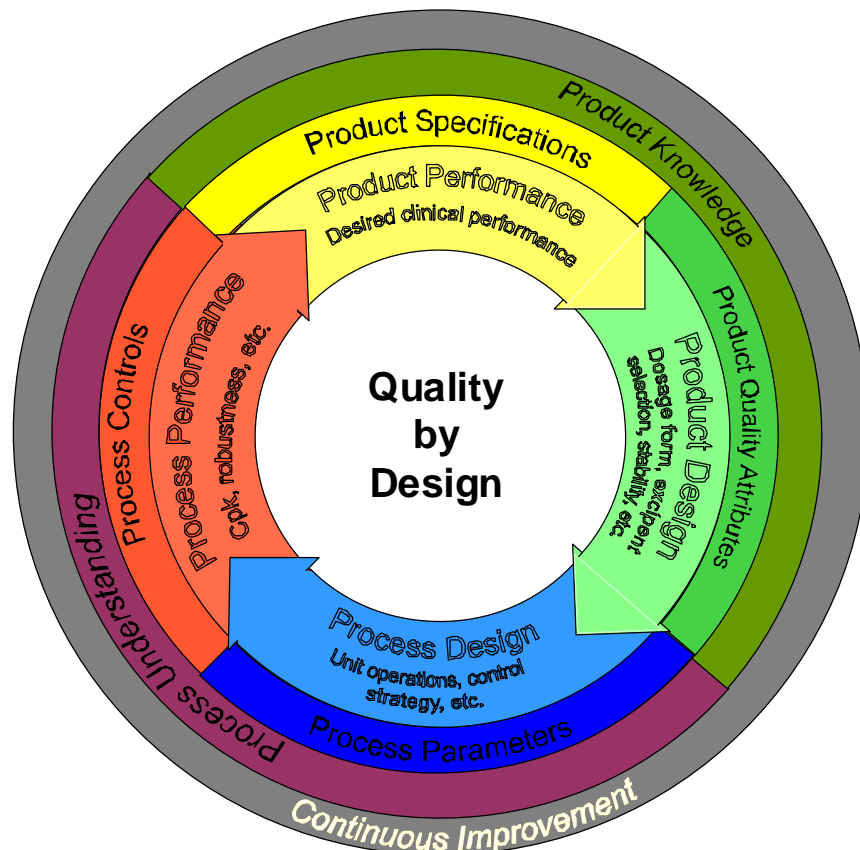 Product Knowledge
Product Specifications
Product Performance
Desired clinical performance
Product Quality Attributes
Product Design
Dosage form, excipent
selection, stability, etc.
Process Design
Unit operations, control
strategy, etc.
Process Parameters
Process Understanding
Process Controls
Process Performance
Cpk, robustness, etc.
Quality
by
Design
Continuous Improvement